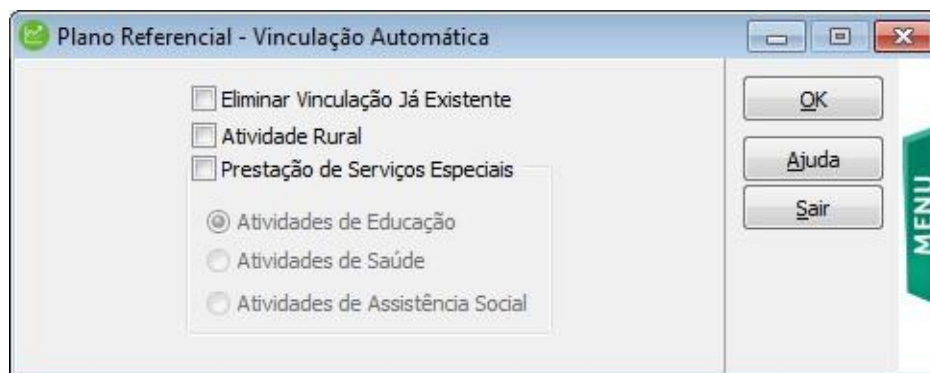 Plano Referencial - Vinculação Automática
Eliminar Vinculação Já Existente
Atividade Rural
Prestação de Serviços Especiais
Atividades de Educação
Atividades de Saúde
Atividades de Assistência Social
OK
Ajuda
Sair
MENU